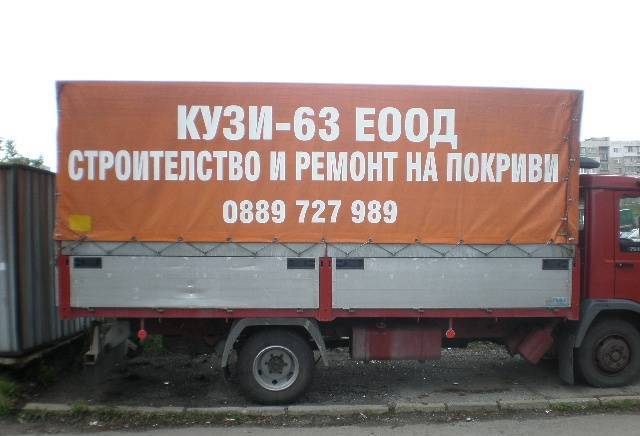 КУЗИ-63 ЕООД
СТРОИТЕЛСТВО И РЕМОНТ НА ПОКРИВИ
0889 727 989